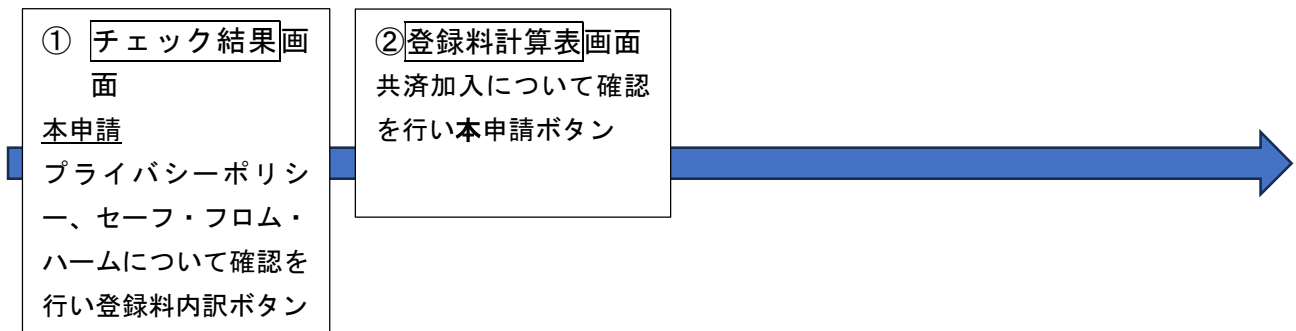 ① チェック結果画
面
本申請
プライバシーポリシ
ー、セーフ・フロム・
ハームについて確認を
行い登録料内訳ボタン
②登録料計算表画面
共済加入について確認
を行い本申請ボタン